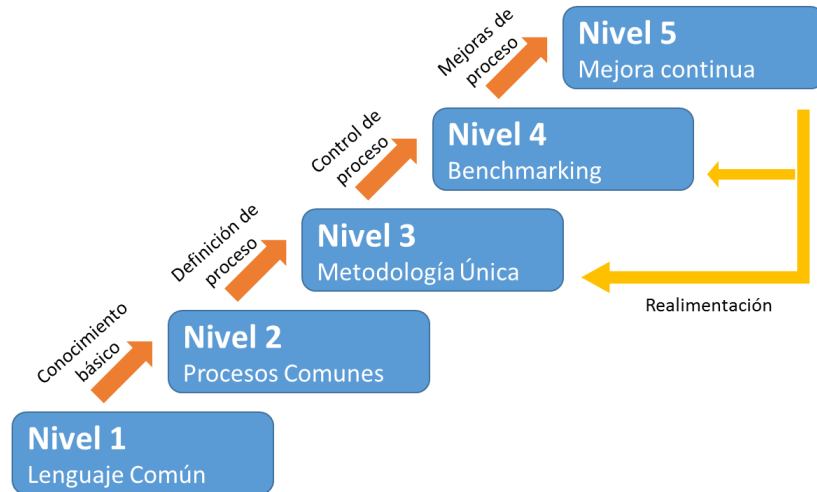 Mejoras de
proceso
Nivel 5
Mejora continua
Control de
proceso
Nivel 4
Benchmarking
Definición de
proceso
Nivel 3
Metodología Única
Realimentación
Conocimiento
básico
Nivel 2
Procesos Comunes
Nivel 1
Lenguaje Común